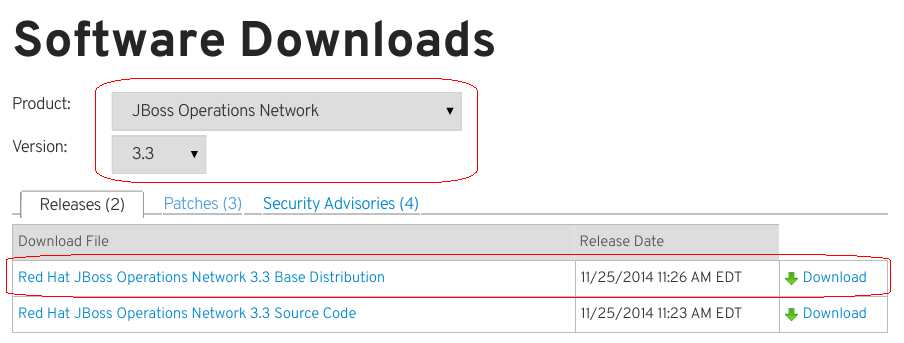 Software Downloads
Product: JBoss Operations Network
Version: 3.3
Releases (2) Patches (3) Security Advisories (4)
Download File Release Date
Red Hat JBoss Operations Network 3.3 Base Distribution 11/25/2014 11:26 AM EDT Download
Red Hat JBoss Operations Network 3.3 Source Code 11/25/2014 11:23 AM EDT Download